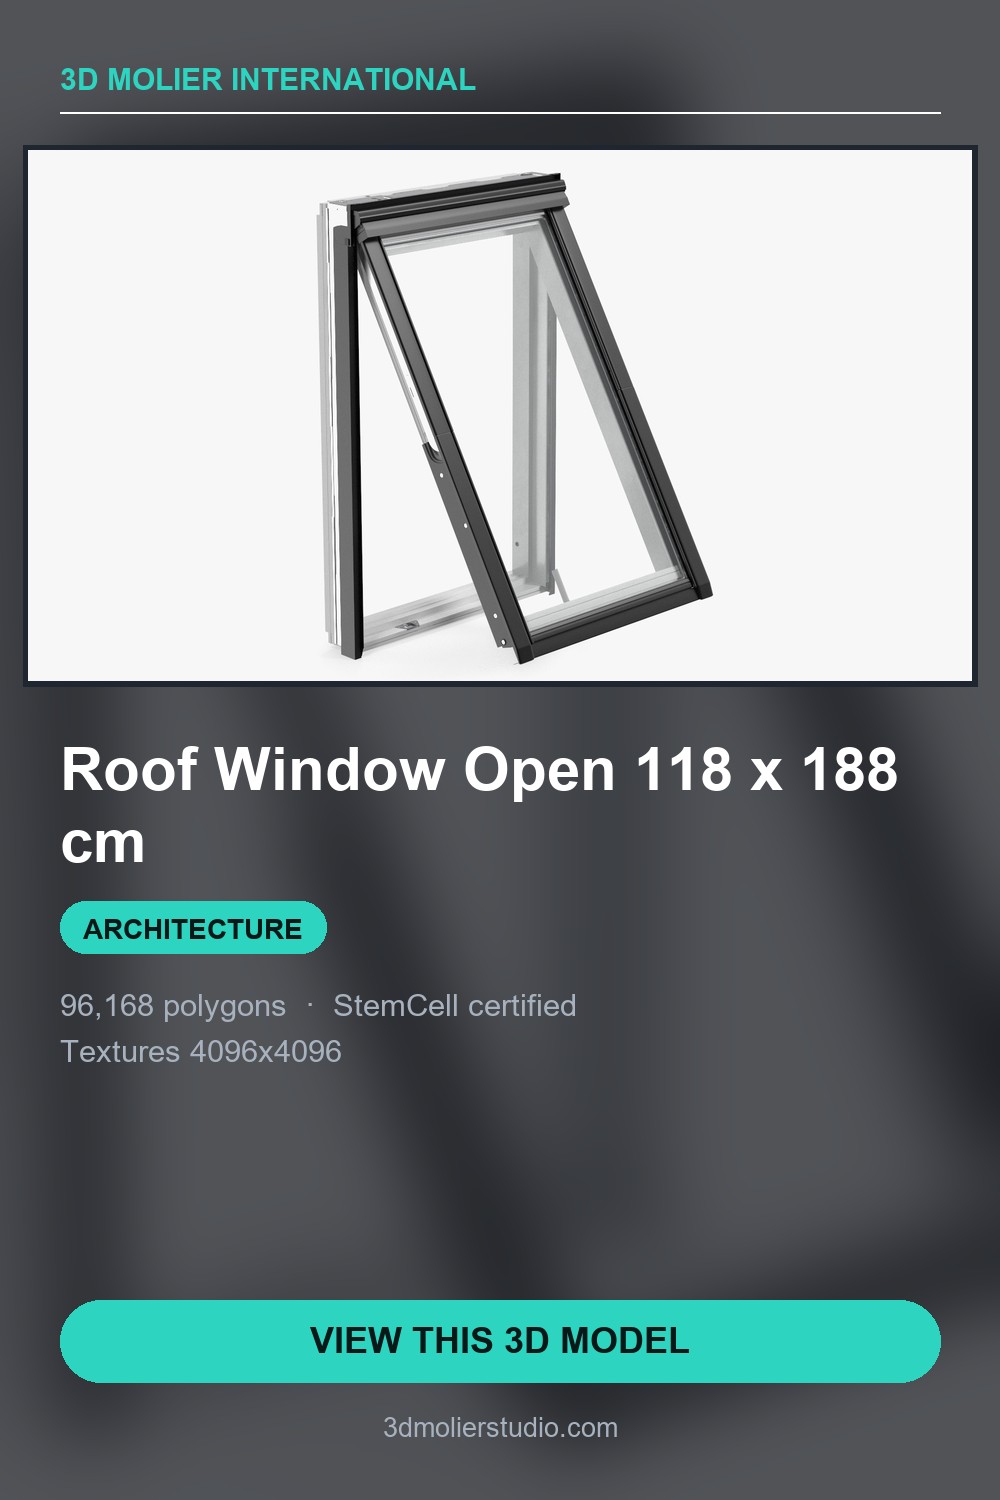 3D MOLIER INTERNATIONAL
Roof Window Open 118 x 188
cm
ARCHITECTURE
96,168 polygons · StemCell certified
Textures 4096x4096
VIEW THIS 3D MODEL
3dmolierstudio.com